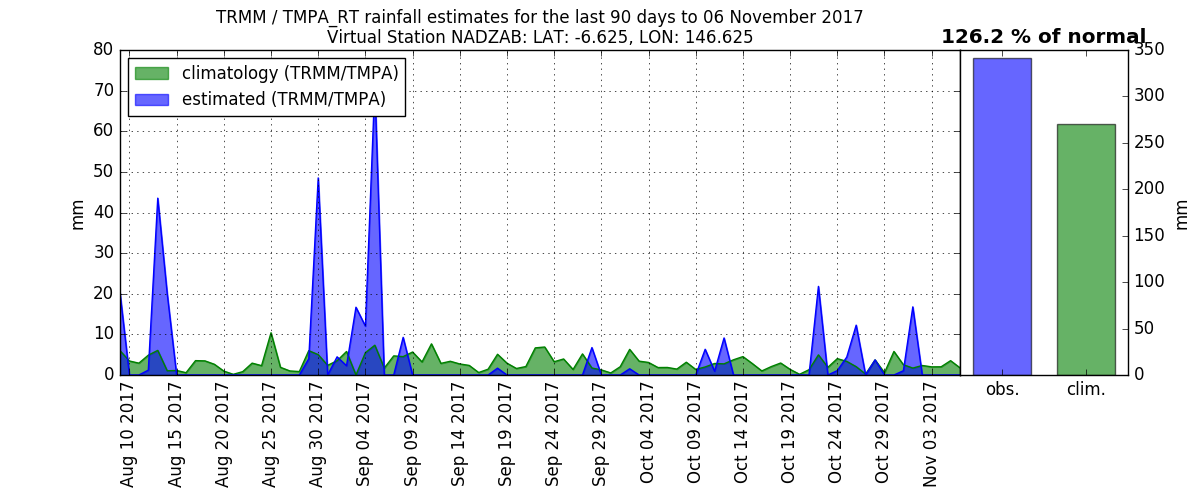 TRMM / TMPA_RT rainfall estimates for the last 90 days to 06 November 2017
Virtual Station NADZAB: LAT: -6.625, LON: 146.625
126.2 % of normal
climatology (TRMM/TMPA)
estimated (TRMM/TMPA)
80
70
60
50
40
30
20
10
0
mm
Aug 10 2017
Aug 15 2017
Aug 20 2017
Aug 25 2017
Aug 30 2017
Sep 04 2017
Sep 09 2017
Sep 14 2017
Sep 19 2017
Sep 24 2017
Sep 29 2017
Oct 04 2017
Oct 09 2017
Oct 14 2017
Oct 19 2017
Oct 24 2017
Oct 29 2017
Nov 03 2017
obs.
clim.
350
300
250
200
150
100
50
0
mm